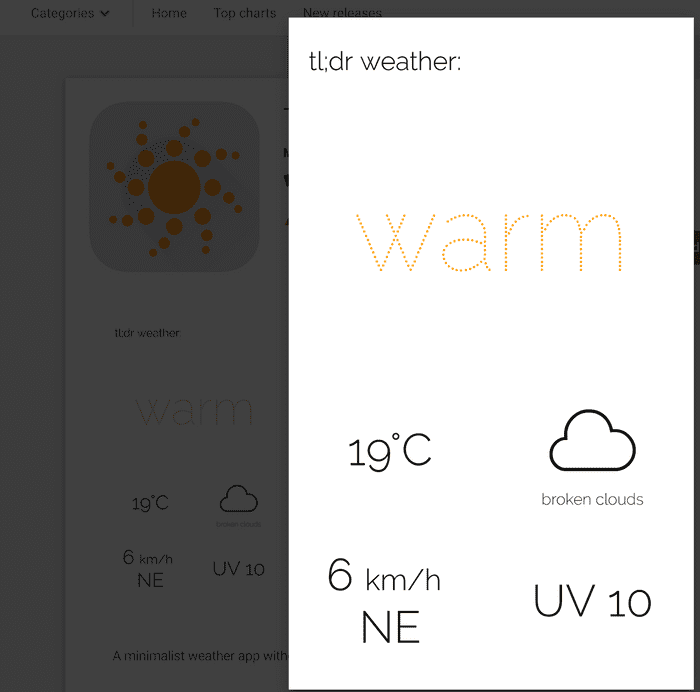 Categories
Home
Top charts
New releases
tl;dr weather:
warm
19°C
broken clouds
6 km/h
NE
UV 10
tl;dr weather:
warm
19°C
broken clouds
6 km/h
NE
UV 10
A minimalist weather app with